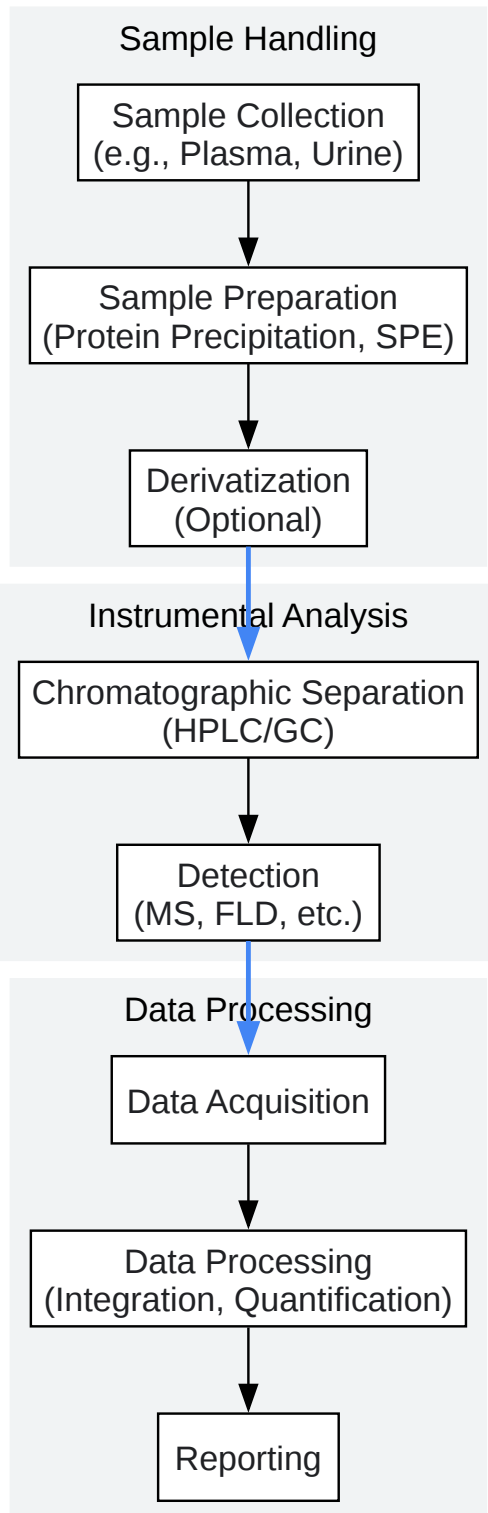 Sample Handling
Sample Collection
(e.g., Plasma, Urine)
Sample Preparation
(Protein Precipitation, SPE)
Derivatization
(Optional)
Instrumental Analysis
Chromatographic Separation
(HPLC/GC)
Detection
(MS, FLD, etc.)
Data Processing
Data Acquisition
Data Processing
(Integration, Quantification)
Reporting